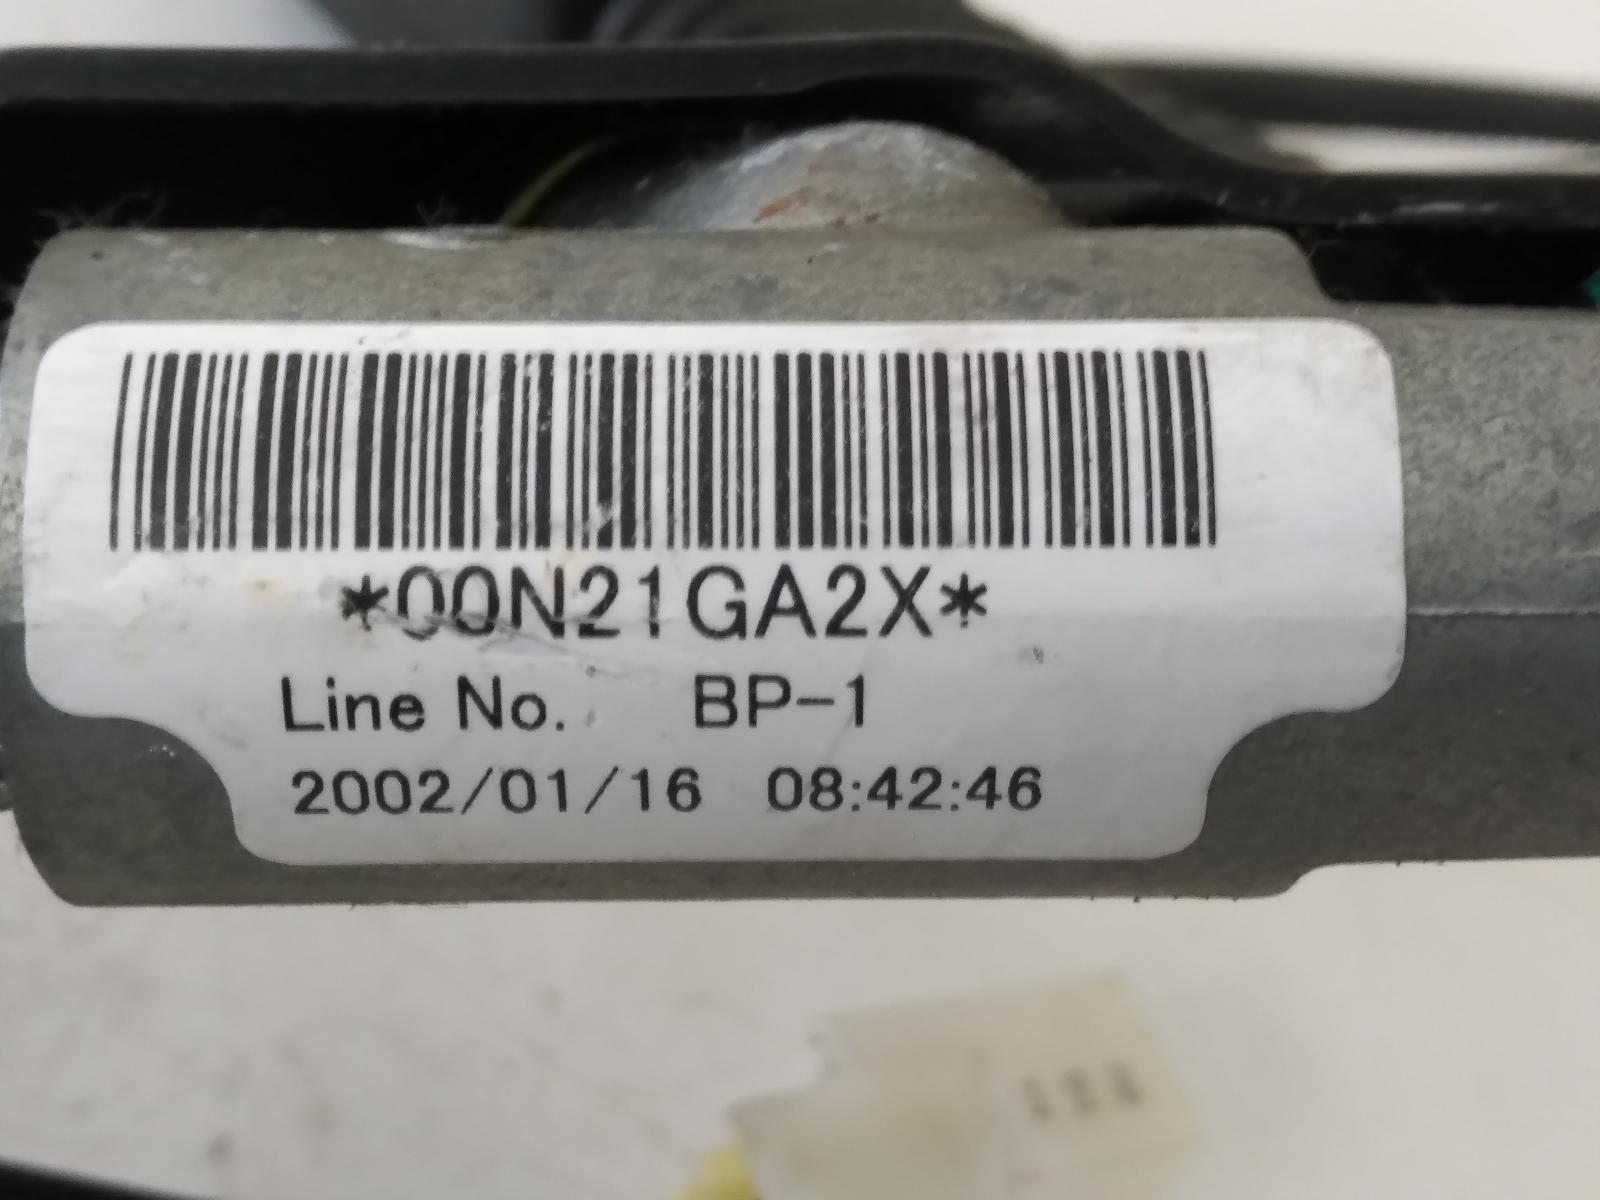 *00N21GA2X*
Line No. BP-1
2002/01/16 08:42:46